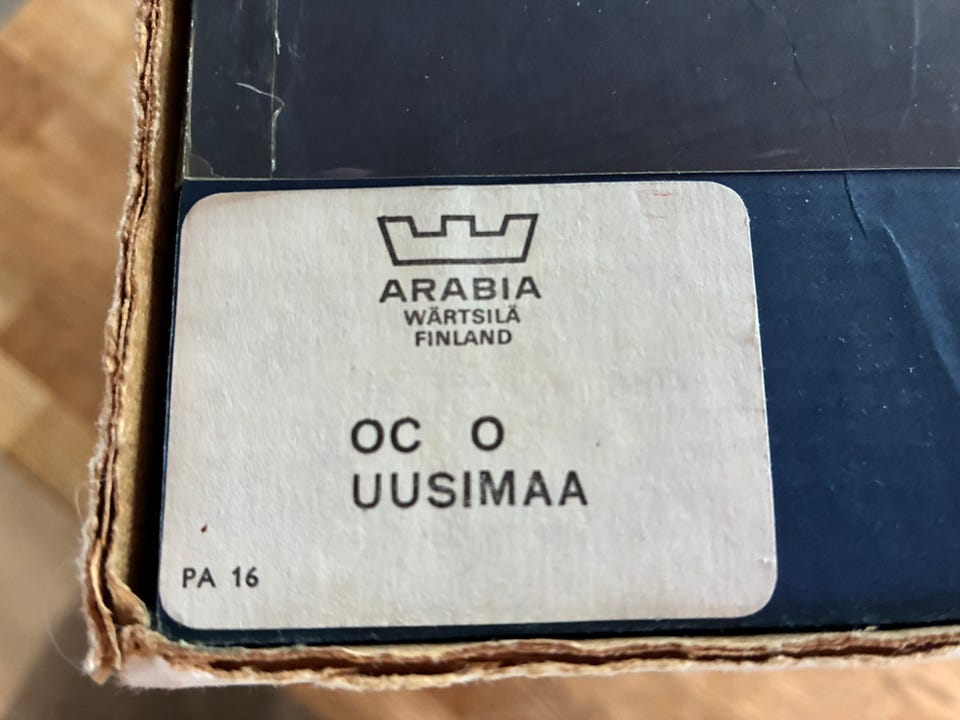 ARABIA
WÄRTSILÄ
FINLAND
OC O
UUSIMAA
PA 16